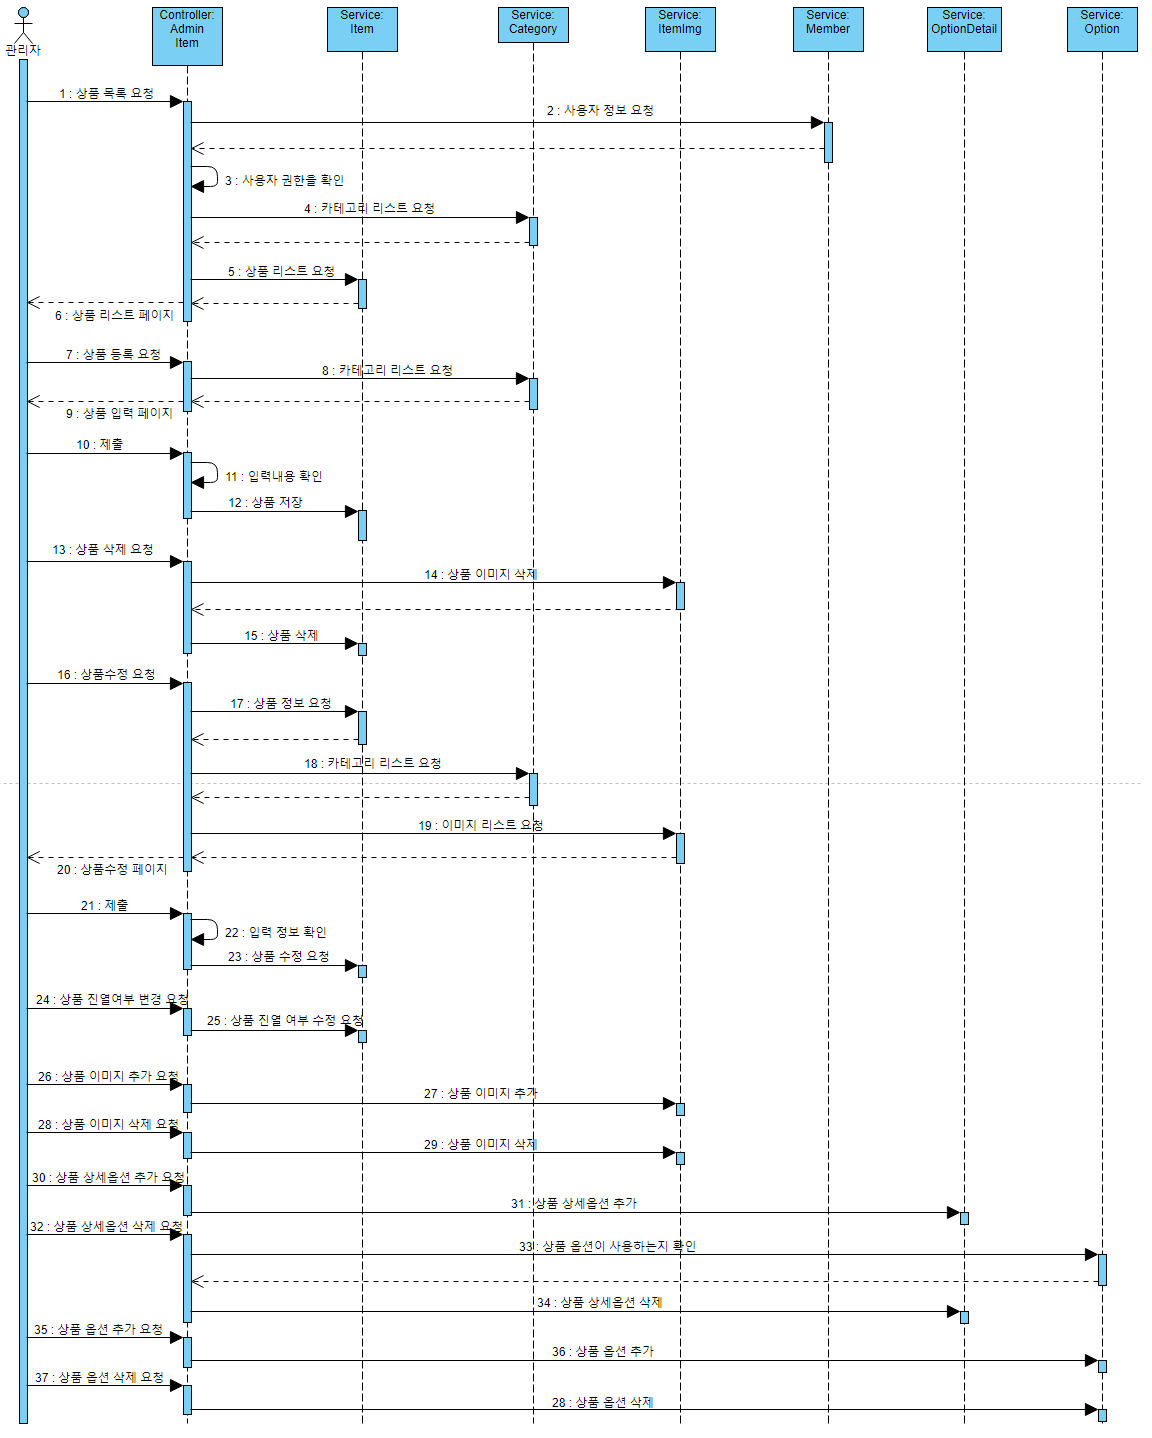 Controller:
Admin
Item
Service:
Item
Service:
Category
Service:
ItemImg
Service:
Member
Service:
OptionDetail
Service:
Option
관리자
1 : 상품 목록 요청
2 : 사용자 정보 요청
3 : 사용자 권한을 확인
4 : 카테고리 리스트 요청
5 : 상품 리스트 요청
6 : 상품 리스트 페이지
7 : 상품 등록 요청
8 : 카테고리 리스트 요청
9 : 상품 입력 페이지
10 : 제출
11 : 입력내용 확인
12 : 상품 저장
13 : 상품 삭제 요청
14 : 상품 이미지 삭제
15 : 상품 삭제
16 : 상품수정 요청
17 : 상품 정보 요청
18 : 카테고리 리스트 요청
19 : 이미지 리스트 요청
20 : 상품수정 페이지
21 : 제출
22 : 입력 정보 확인
23 : 상품 수정 요청
24 : 상품 진열여부 변경 요청
25 : 상품 진열 여부 수정 요청
26 : 상품 이미지 추가 요청
27 : 상품 이미지 추가
28 : 상품 이미지 삭제 요청
29 : 상품 이미지 삭제
30 : 상품 상세옵션 추가 요청
31 : 상품 상세옵션 추가
32 : 상품 상세옵션 삭제 요청
33 : 상품 옵션이 사용하는지 확인
34 : 상품 상세옵션 삭제
35 : 상품 옵션 추가 요청
36 : 상품 옵션 추가
37 : 상품 옵션 삭제 요청
28 : 상품 옵션 삭제